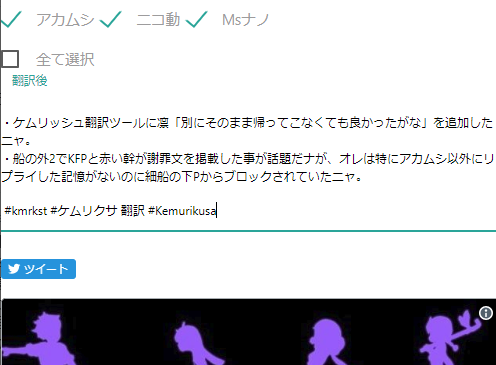 アカムシ ニコ動 Msナノ
全て選択
翻訳後
・ケムリッシュ翻訳ツールに凛「別にそのまま帰ってこなくても良かったがな」を追加した
ニャ。
・船の外2でKFPと赤い幹が謝罪文を掲載した事が話題だナが、オレは特にアカムシ以外にリ
プライした記憶がないのに細船の下Pからブロックされていたニャ。
#kmrkst #ケムリクサ 翻訳 #Kemurikusa
ツイート